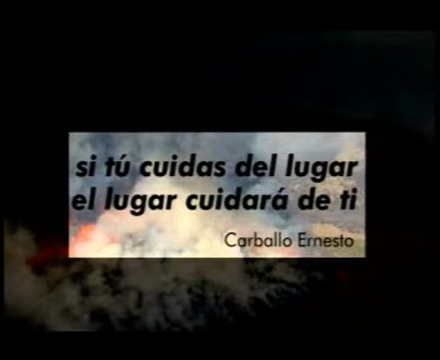 si tú cuidas del lugar
el lugar cuidará de ti
Carballo Ernesto